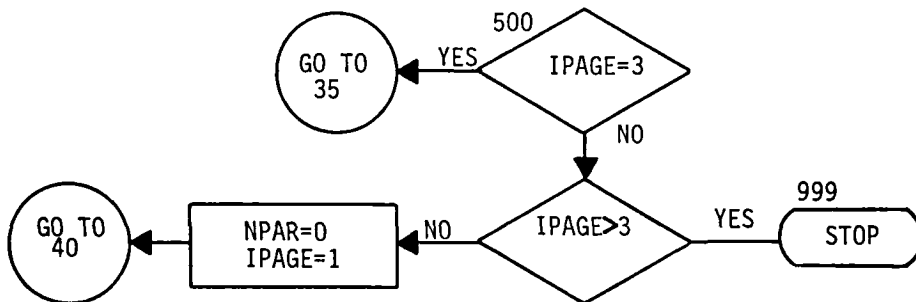 500
GO TO
35
YES
IPAGE=3
NO
999
GO TO
40
NPAR=0
IPAGE=1
NO
IPAGE>3
YES
STOP